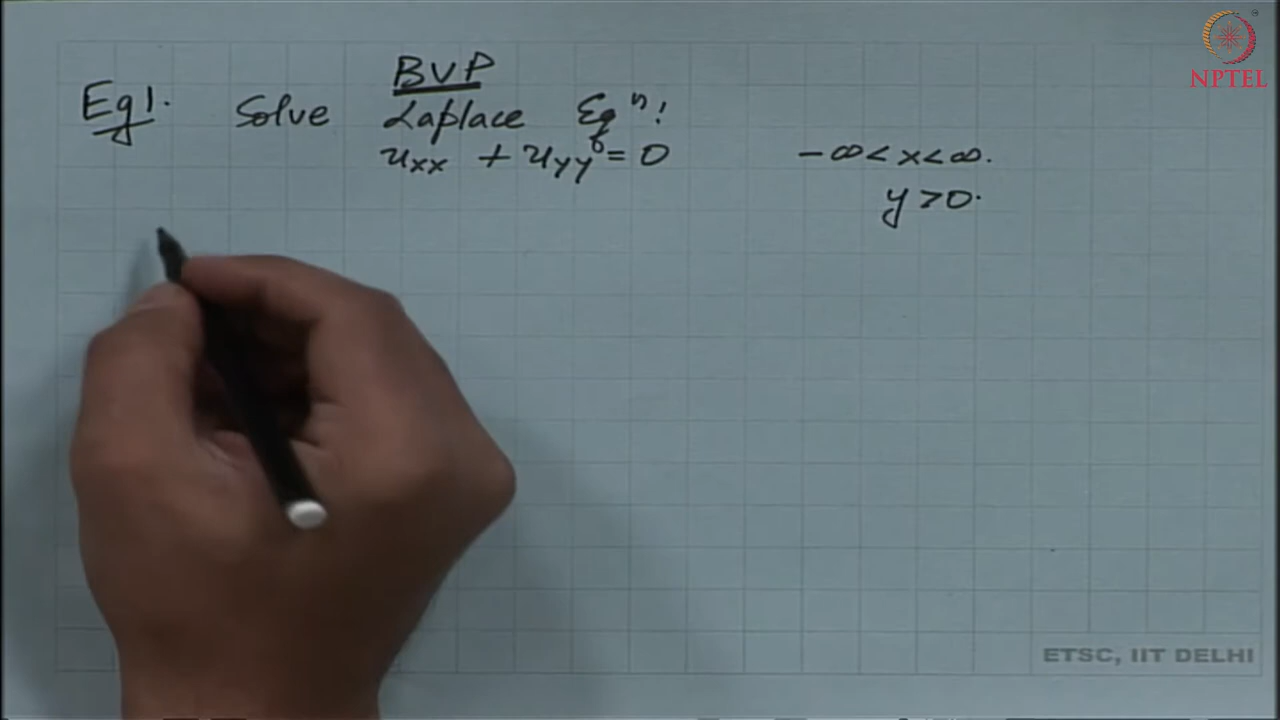 BVP
Eg1. Solve Laplace Eqⁿ:
uxx + uyy = 0 -∞ < x < ∞.
y > 0.
NPTEL
ETSC, IIT DELHI